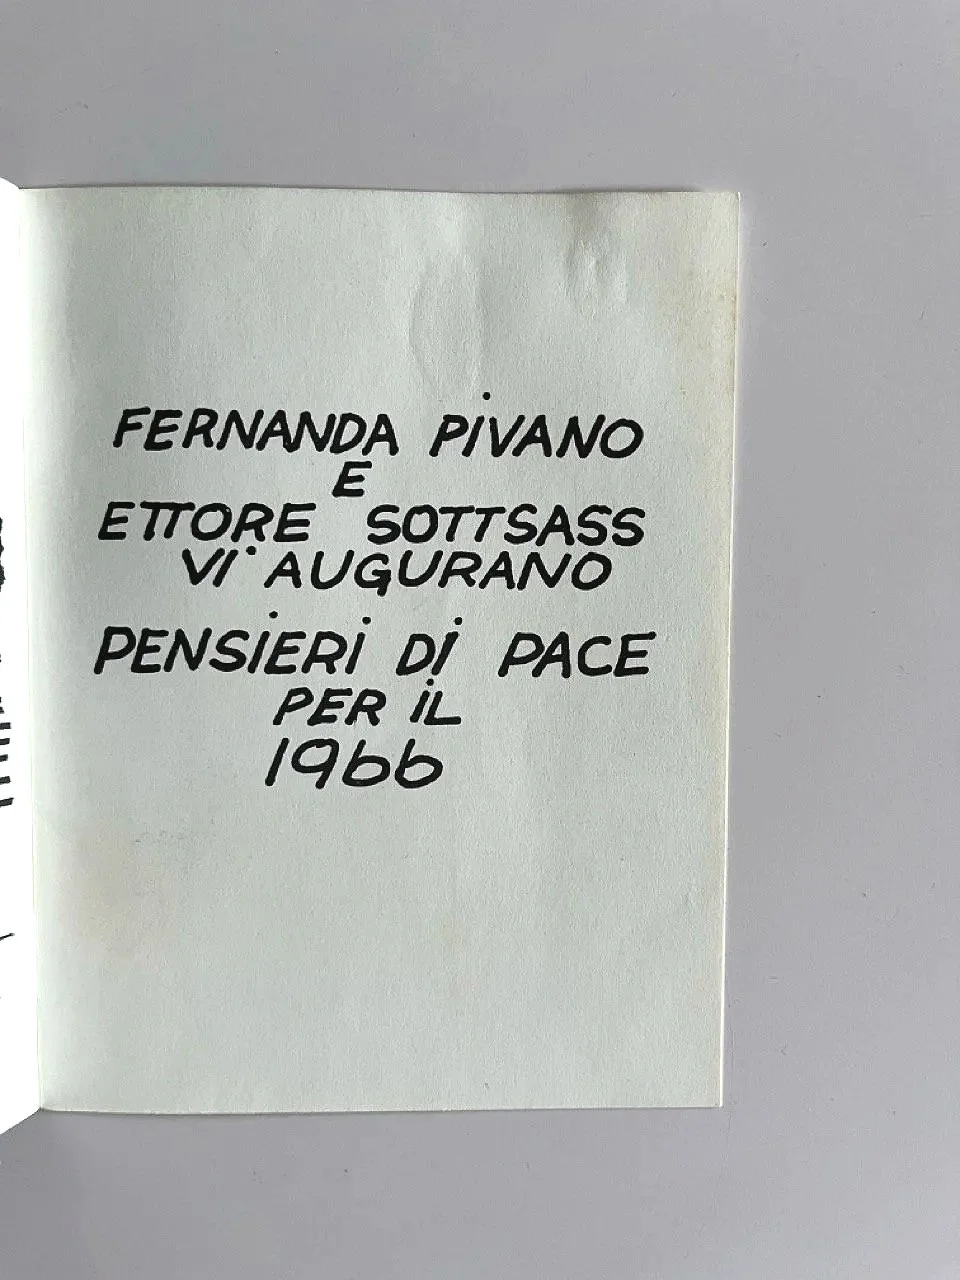 FERNANDA PiVANO
E
ETTORE SOTTSASS
Vi AUGURANO
PENSiERi Di PACE
PER iL
1966